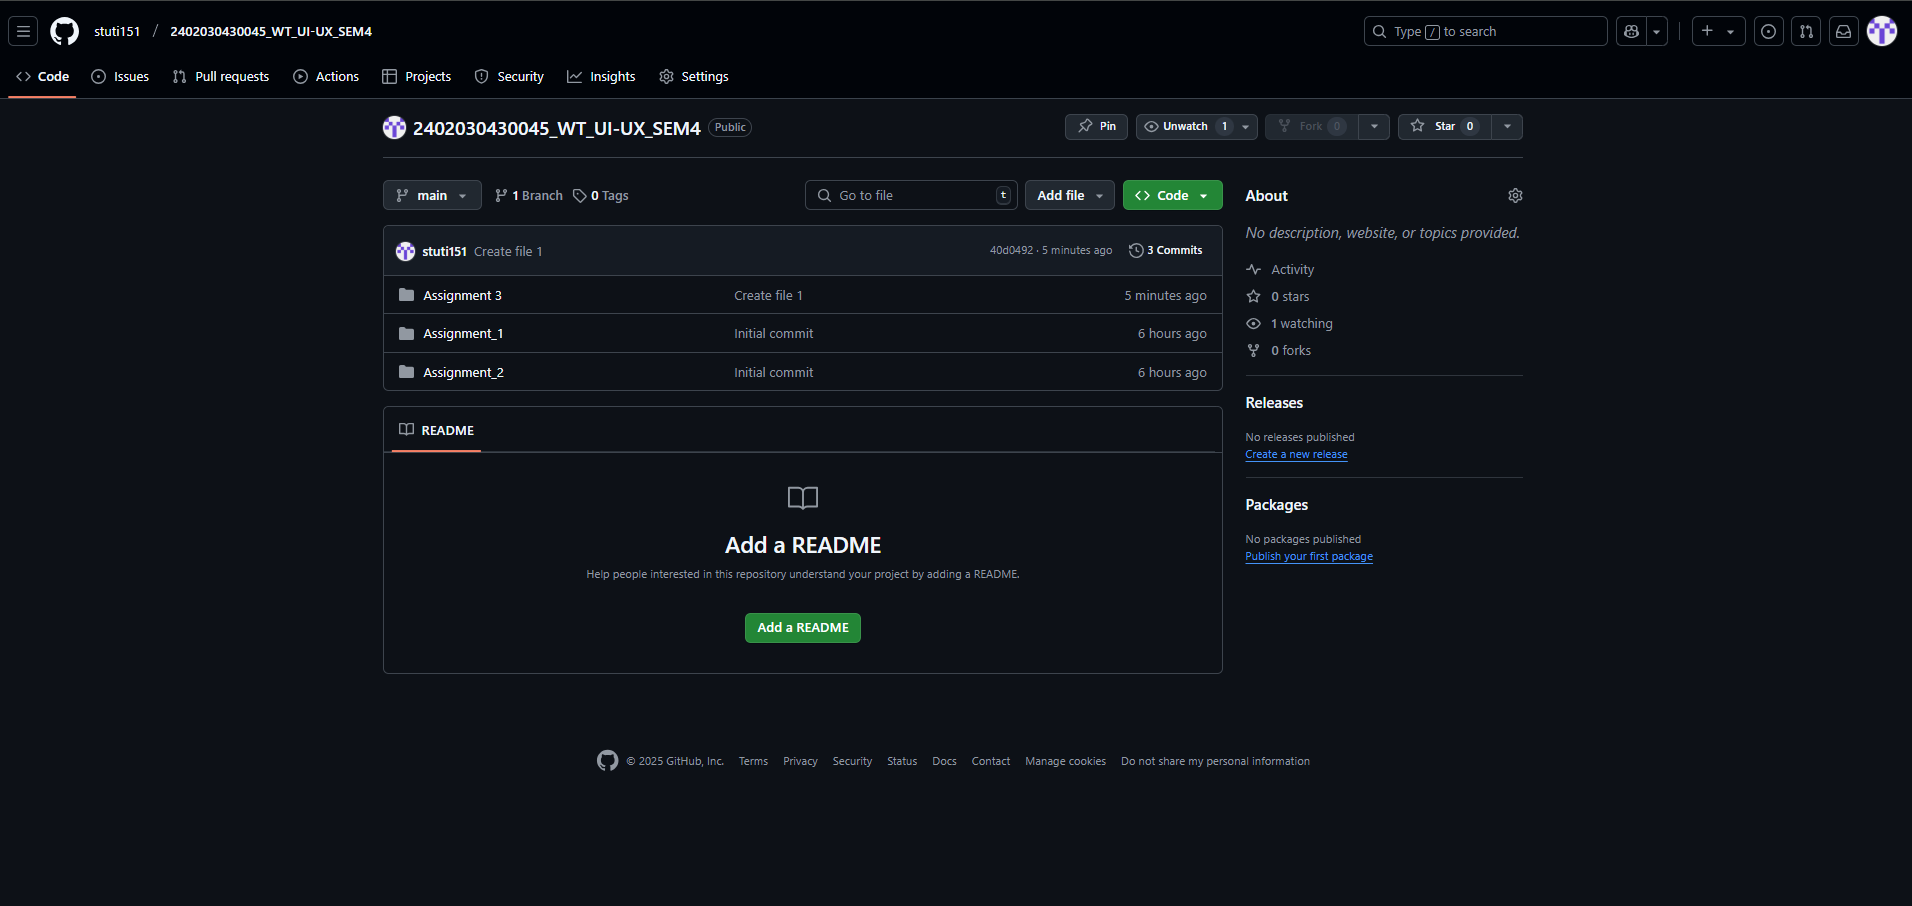 stuti151 / 2402030430045_WT_UI-UX_SEM4
Type / to search
Code Issues Pull requests Actions Projects Security Insights Settings
2402030430045_WT_UI-UX_SEM4 Public
Pin Unwatch 1 Fork 0 Star 0
main 1 Branch 0 Tags Go to file t Add file Code
stuti151 Create file 1 40d0492 · 5 minutes ago 3 Commits
Assignment 3 Create file 1 5 minutes ago
Assignment_1 Initial commit 6 hours ago
Assignment_2 Initial commit 6 hours ago
README
Add a README
Help people interested in this repository understand your project by adding a README.
Add a README
About
No description, website, or topics provided.
Activity
0 stars
1 watching
0 forks
Releases
No releases published
Create a new release
Packages
No packages published
Publish your first package
© 2025 GitHub, Inc. Terms Privacy Security Status Docs Contact Manage cookies Do not share my personal information